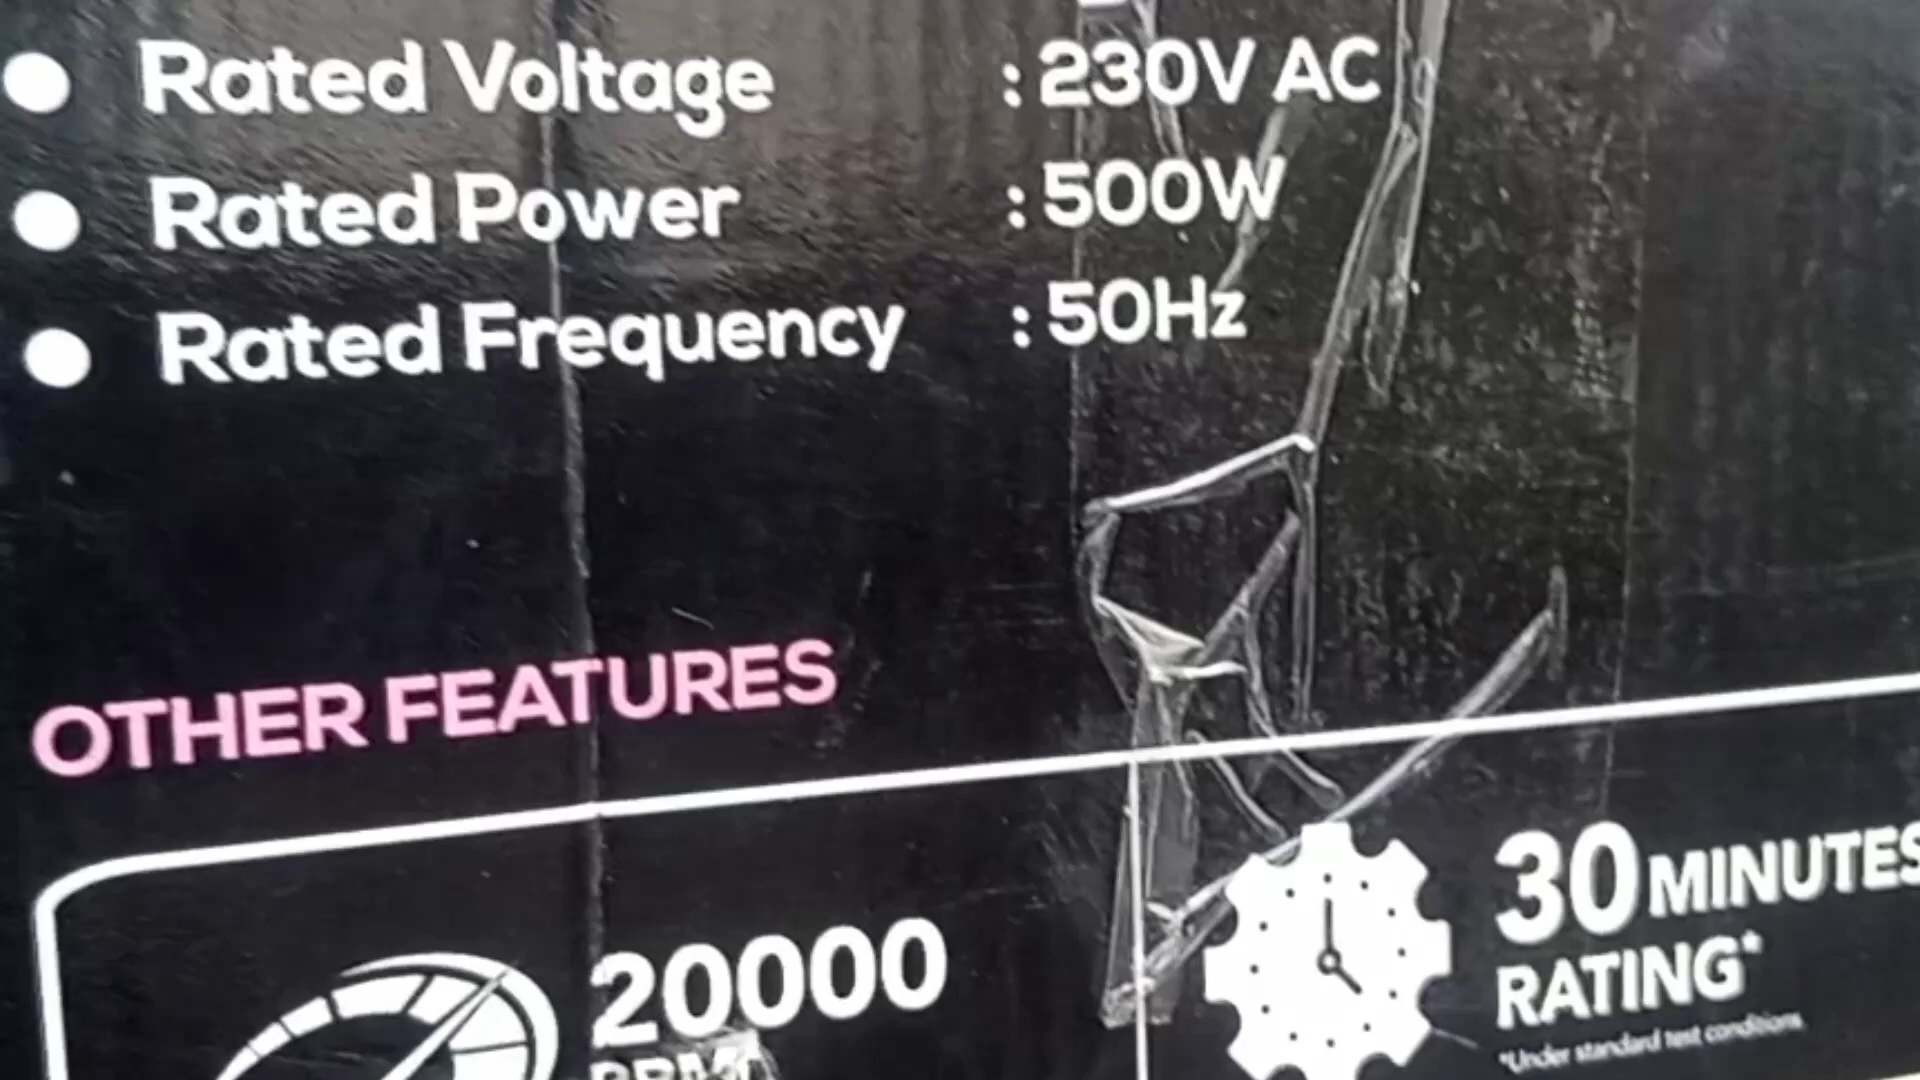 Rated Voltage : 230V AC
Rated Power : 500W
Rated Frequency : 50Hz
OTHER FEATURES
20000
RPM
30 MINUTES
RATING*
*Under standard test conditions.